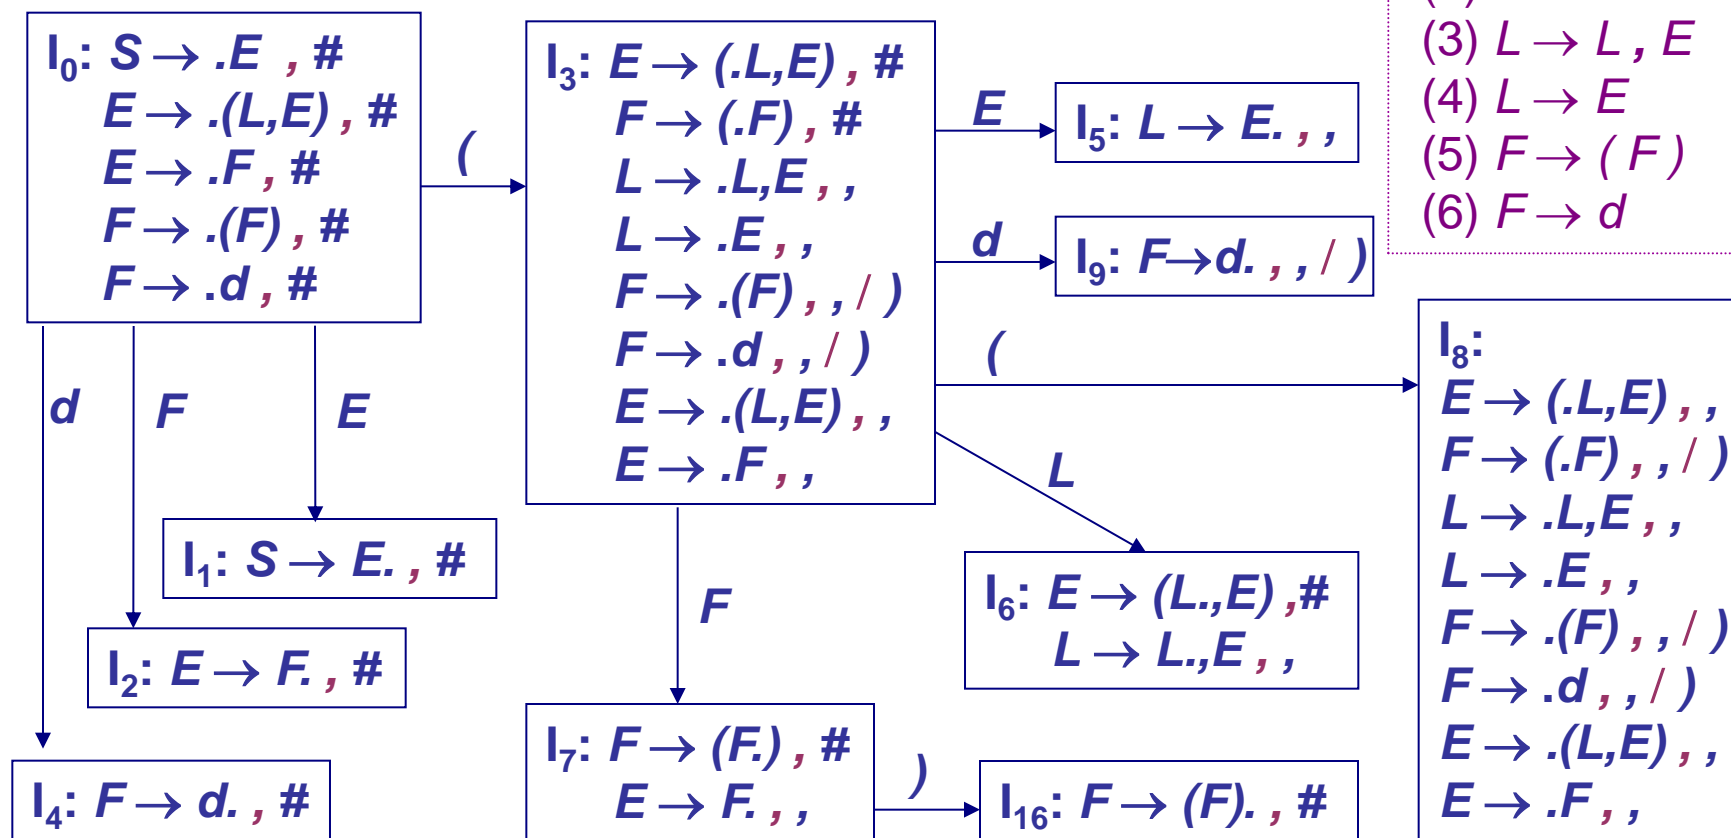 I0: S → .E , #
E → .(L,E) , #
E → .F , #
F → .(F) , #
F → .d , #
(
d
F
E
I1: S → E. , #
I2: E → F. , #
I4: F → d. , #
I3: E → (.L,E) , #
F → (.F) , #
L → .L,E , ,
L → .E , ,
F → .(F) , , / )
F → .d , , / )
E → .(L,E) , ,
E → .F , ,
E
I5: L → E. , ,
d
I9: F→d. , , / )
(
L
I6: E → (L.,E) ,#
L → L.,E , ,
F
I7: F → (F.) , #
E → F. , ,
)
I16: F → (F). , #
(3) L → L , E
(4) L → E
(5) F → ( F )
(6) F → d
I8:
E → (.L,E) , ,
F → (.F) , , / )
L → .L,E , ,
L → .E , ,
F → .(F) , , / )
F → .d , , / )
E → .(L,E) , ,
E → .F , ,